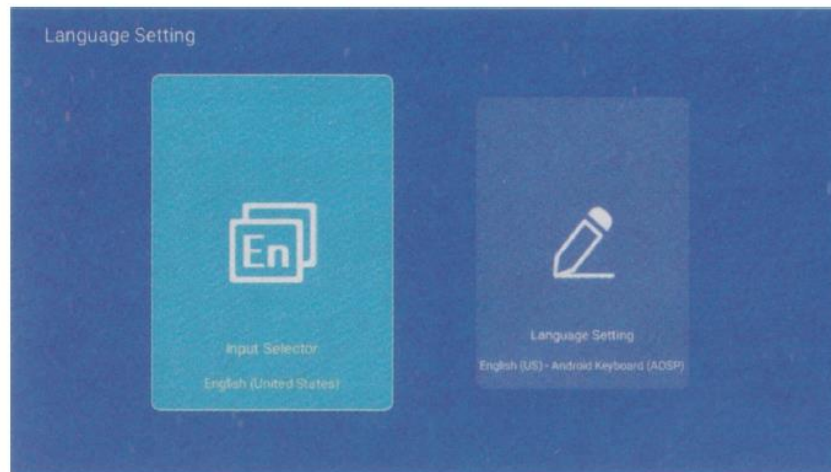 Language Setting
En
Input Selector
English (United States)
Language Setting
English (US) - Android Keyboard (AOSP)